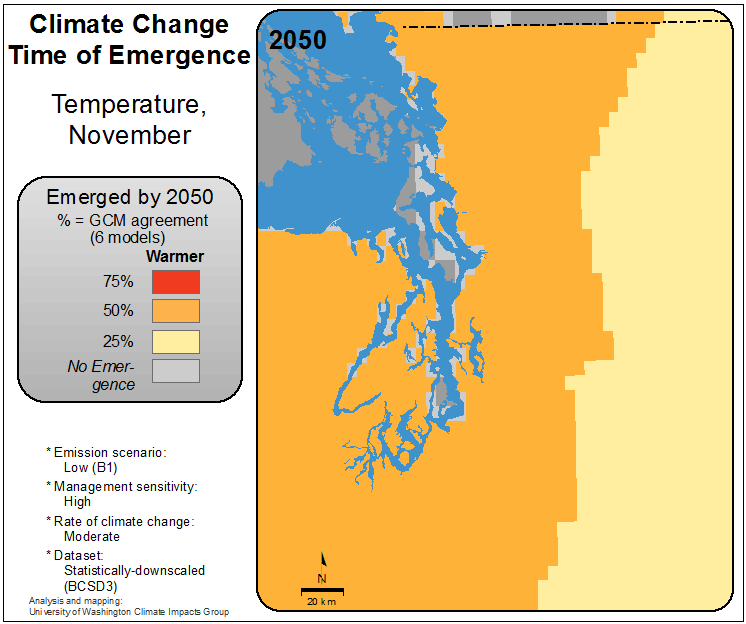 Climate Change
Time of Emergence
Temperature,
November
Emerged by 2050
% = GCM agreement
(6 models)
Warmer
75%
50%
25%
No Emer-
gence
* Emission scenario:
Low (B1)
* Management sensitivity:
High
* Rate of climate change:
Moderate
* Dataset:
Statistically-downscaled
(BCSD3)
Analysis and mapping:
University of Washington Climate Impacts Group
2050
N
20 km